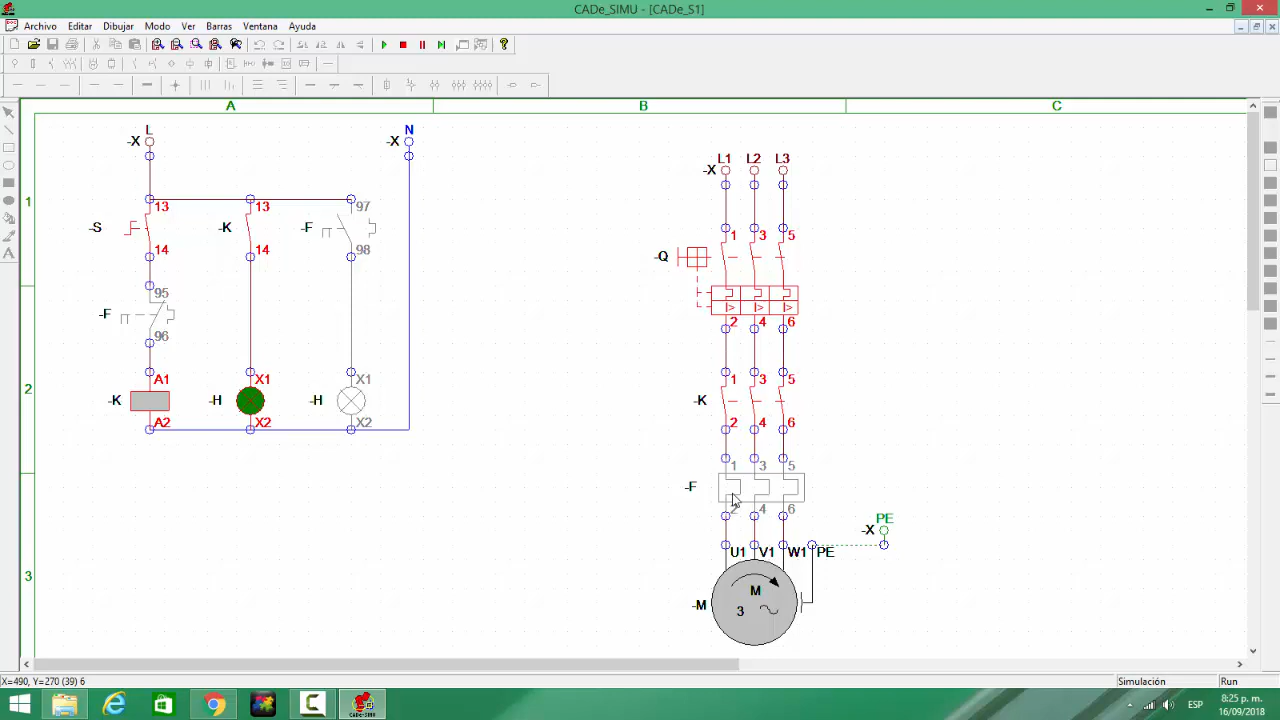 CADe_SIMU - [CADe_S1]
Archivo Editar Dibujar Modo Ver Barras Ventana Ayuda
A B C
L N L1 L2 L3
-X -X -X
1
13 13 97
-S -K -F
14 14 98
1 3 5
-Q
I> I> I>
2 4 6
95
-F
96
2
A1 X1 X1
-K -H -H
A2 X2 X2
1 3 5
-K
2 4 6
1 3 5
-F
2 4 6
PE
-X
U1 V1 W1 PE
3
-M
M
3
X=490, Y=270 (39) 6 Simulación Run
CADe-SIMU
ESP
8:25 p. m.
16/09/2018